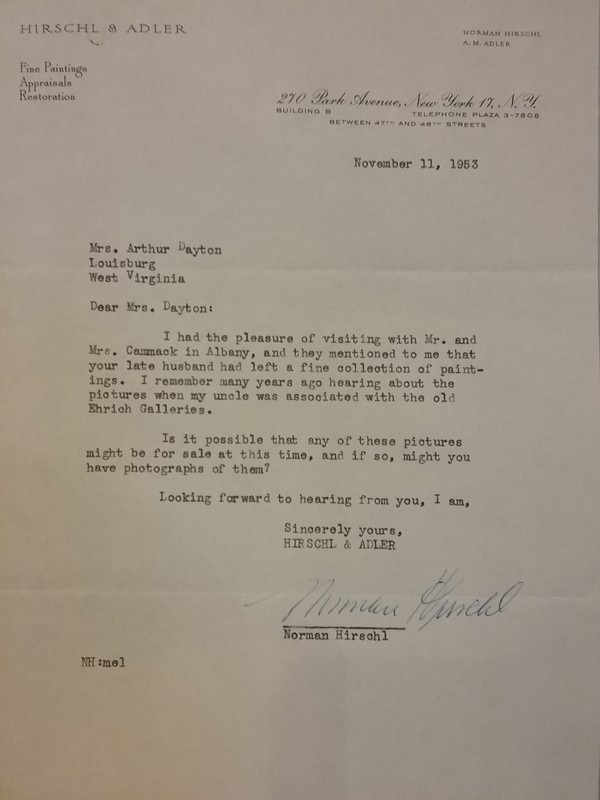 HIRSCHL & ADLER
NORMAN HIRSCHL
A. M. ADLER
Fine Paintings
Appraisals
Restoration
270 Park Avenue, New York 17, N.Y.
BUILDING B TELEPHONE PLAZA 3-7808
BETWEEN 47TH AND 48TH STREETS
November 11, 1953
Mrs. Arthur Dayton
Louisburg
West Virginia
Dear Mrs. Dayton:
I had the pleasure of visiting with Mr. and
Mrs. Cammack in Albany, and they mentioned to me that
your late husband had left a fine collection of paint-
ings. I remember many years ago hearing about the
pictures when my uncle was associated with the old
Ehrich Galleries.
Is it possible that any of these pictures
might be for sale at this time, and if so, might you
have photographs of them?
Looking forward to hearing from you, I am,
Sincerely yours,
HIRSCHL & ADLER
Norman Hirschl
Norman Hirschl
NH:mel